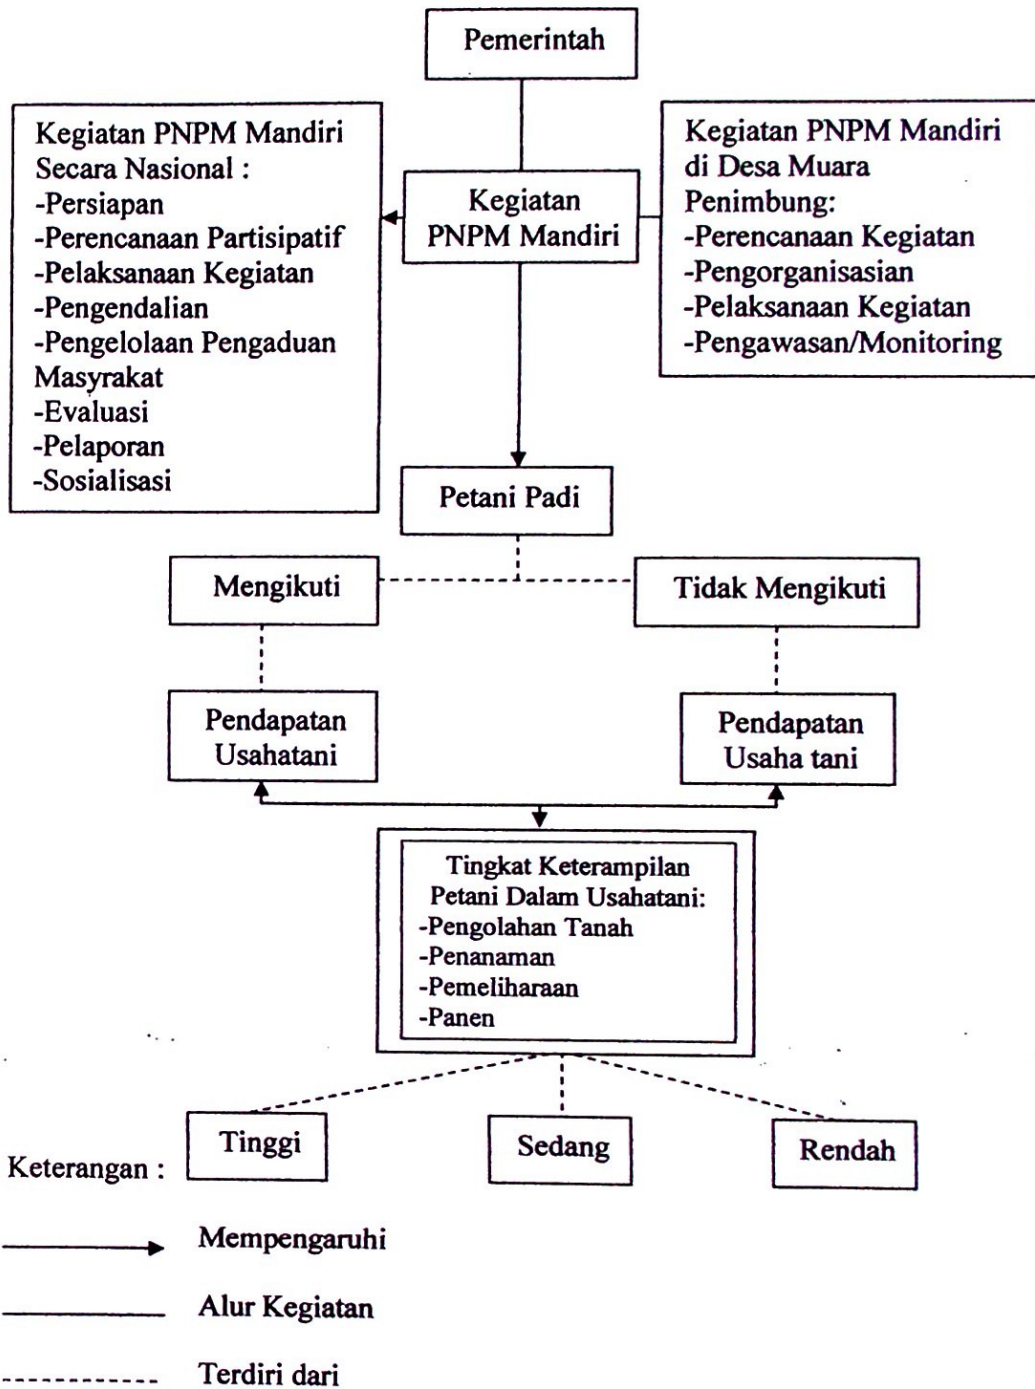 Pemerintah
Kegiatan PNPM Mandiri
Secara Nasional :
-Persiapan
-Perencanaan Partisipatif
-Pelaksanaan Kegiatan
-Pengendalian
-Pengelolaan Pengaduan
Masyrakat
-Evaluasi
-Pelaporan
-Sosialisasi
Kegiatan
PNPM Mandiri
Kegiatan PNPM Mandiri
di Desa Muara
Penimbung:
-Perencanaan Kegiatan
-Pengorganisasian
-Pelaksanaan Kegiatan
-Pengawasan/Monitoring
Petani Padi
Mengikuti
Tidak Mengikuti
Pendapatan
Usahatani
Pendapatan
Usaha tani
Tingkat Keterampilan
Petani Dalam Usahatani:
-Pengolahan Tanah
-Penanaman
-Pemeliharaan
-Panen
Tinggi
Sedang
Rendah
Keterangan :
Mempengaruhi
Alur Kegiatan
Terdiri dari